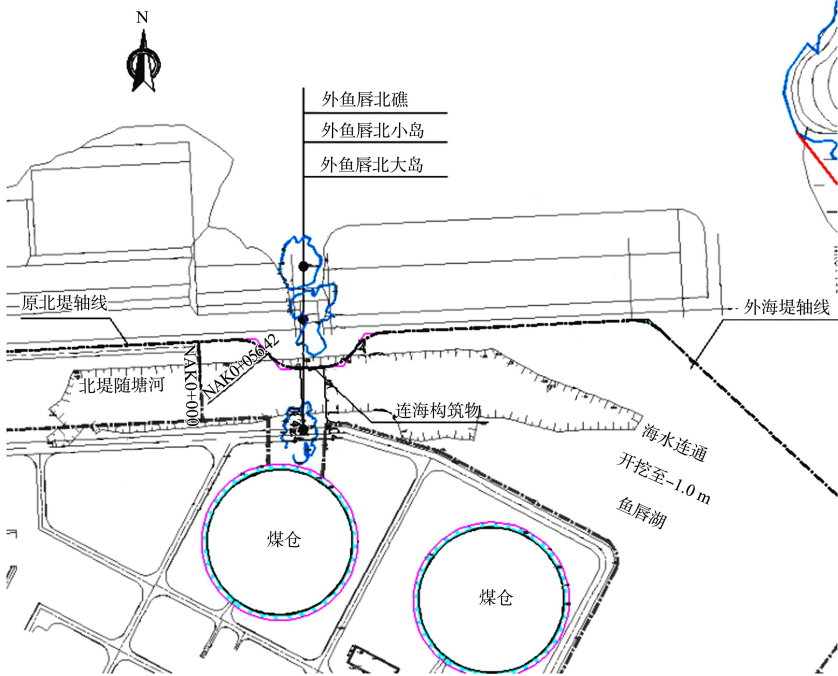 N
外鱼唇北礁
外鱼唇北小岛
外鱼唇北大岛
原北堤轴线
外海堤轴线
NAK0+05642
NAK0+000
北堤随塘河
连海构筑物
海水连通
开挖至-1.0 m
鱼唇湖
煤仓
煤仓